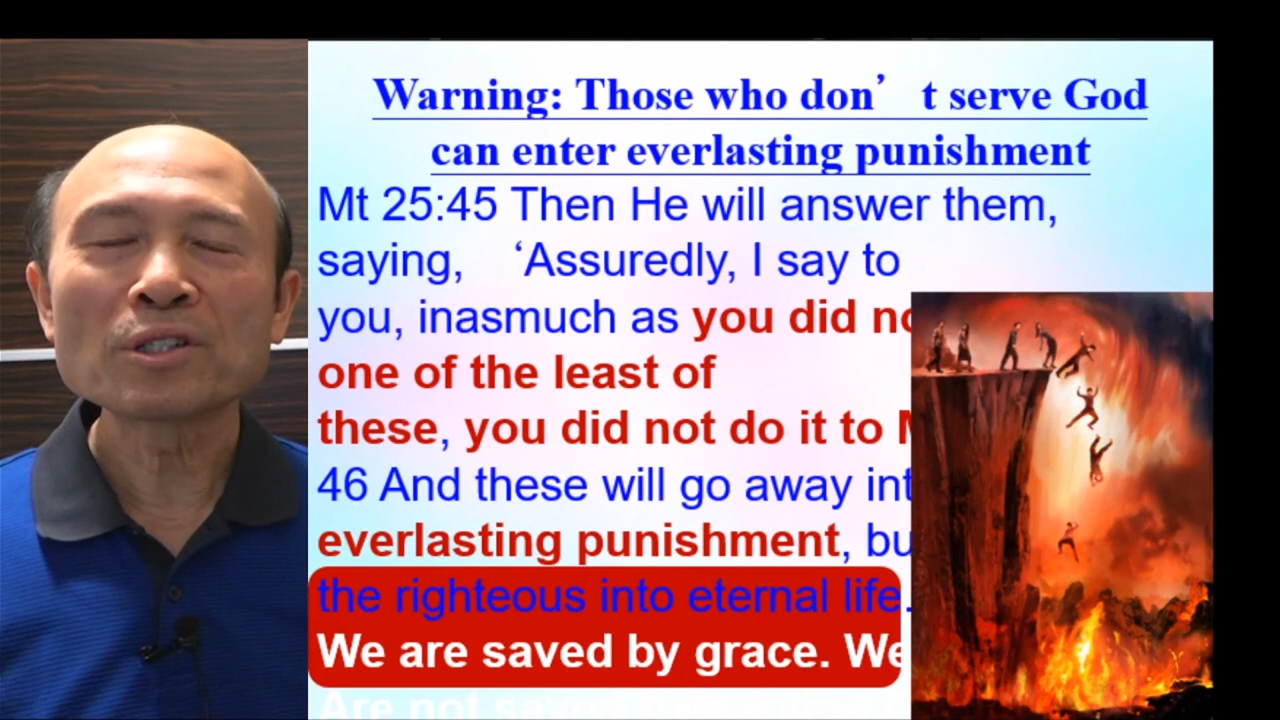 Warning: Those who don’ t serve God
can enter everlasting punishment
Mt 25:45 Then He will answer them,
saying, ‘Assuredly, I say to
you, inasmuch as you did
one of the least of
these, you did not do it to
46 And these will go away
everlasting punishment,
the righteous into eternal life.
We are saved by grace. We
Are not